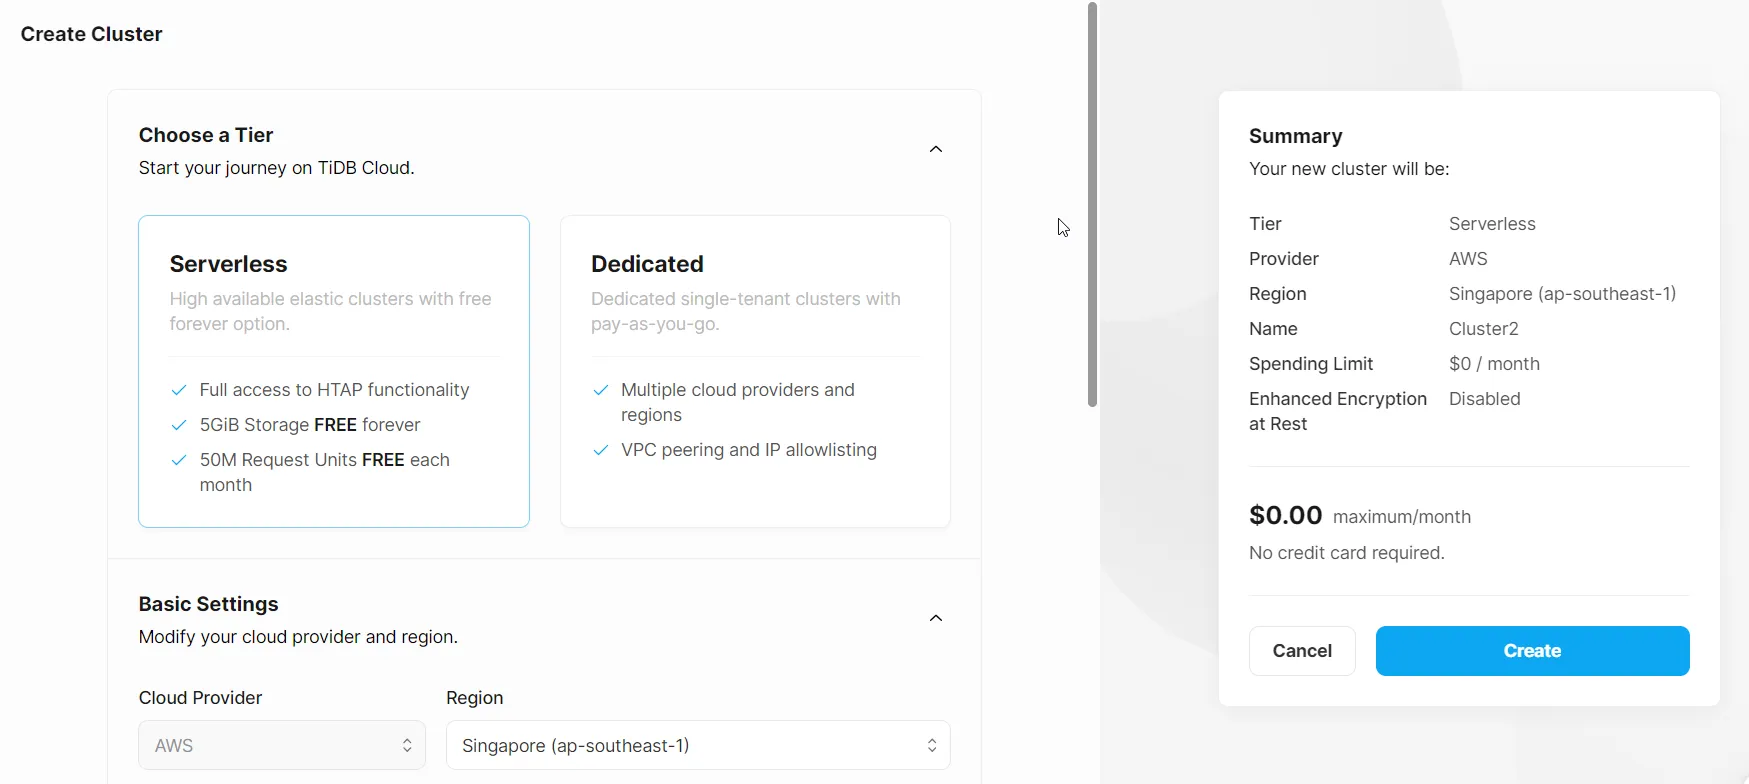 Create Cluster
Choose a Tier
Start your journey on TiDB Cloud.
Serverless
High available elastic clusters with free
forever option.
Full access to HTAP functionality
5GiB Storage FREE forever
50M Request Units FREE each
month
Dedicated
Dedicated single-tenant clusters with
pay-as-you-go.
Multiple cloud providers and
regions
VPC peering and IP allowlisting
Basic Settings
Modify your cloud provider and region.
Cloud Provider
AWS
Region
Singapore (ap-southeast-1)
Summary
Your new cluster will be:
Tier Serverless
Provider AWS
Region Singapore (ap-southeast-1)
Name Cluster2
Spending Limit $0 / month
Enhanced Encryption Disabled
at Rest
$0.00 maximum/month
No credit card required.
Cancel Create